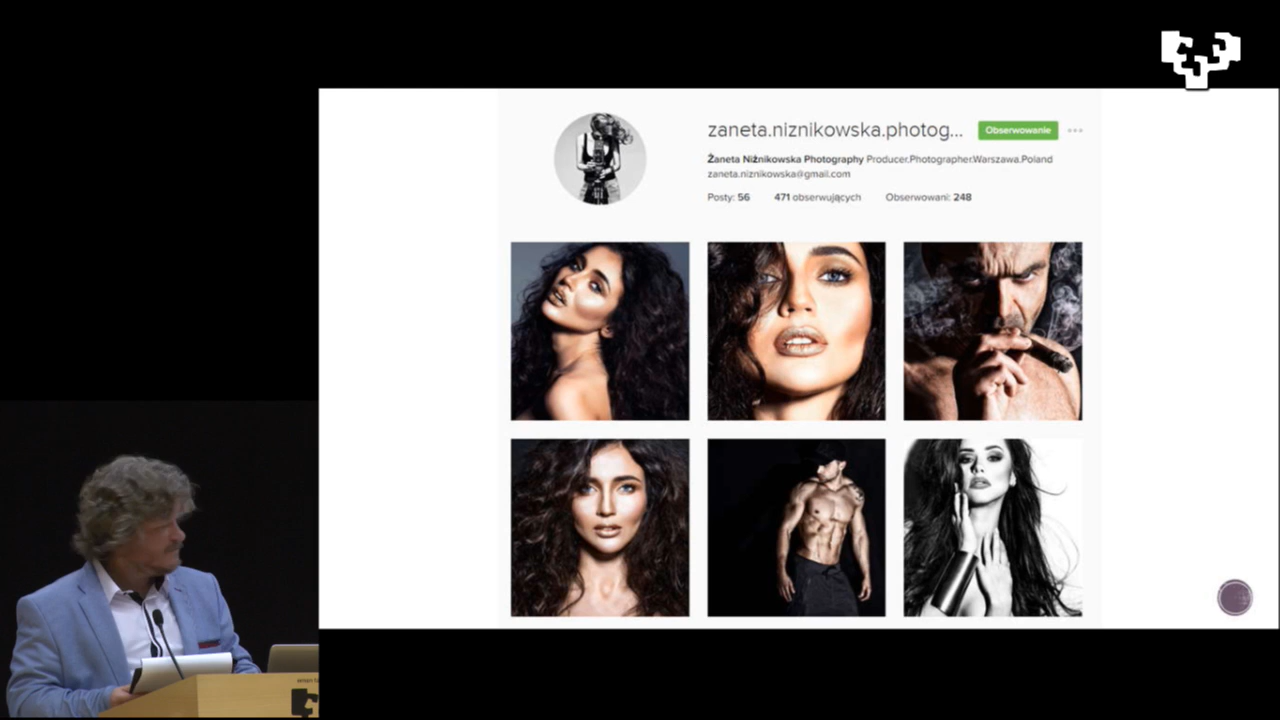 zaneta.niznikowska.photog... Obserwowanie
Żaneta Niżnikowska Photography Producer.Photographer.Warszawa.Poland
zaneta.niznikowska@gmail.com
Posty: 56 471 obserwujących Obserwowani: 248